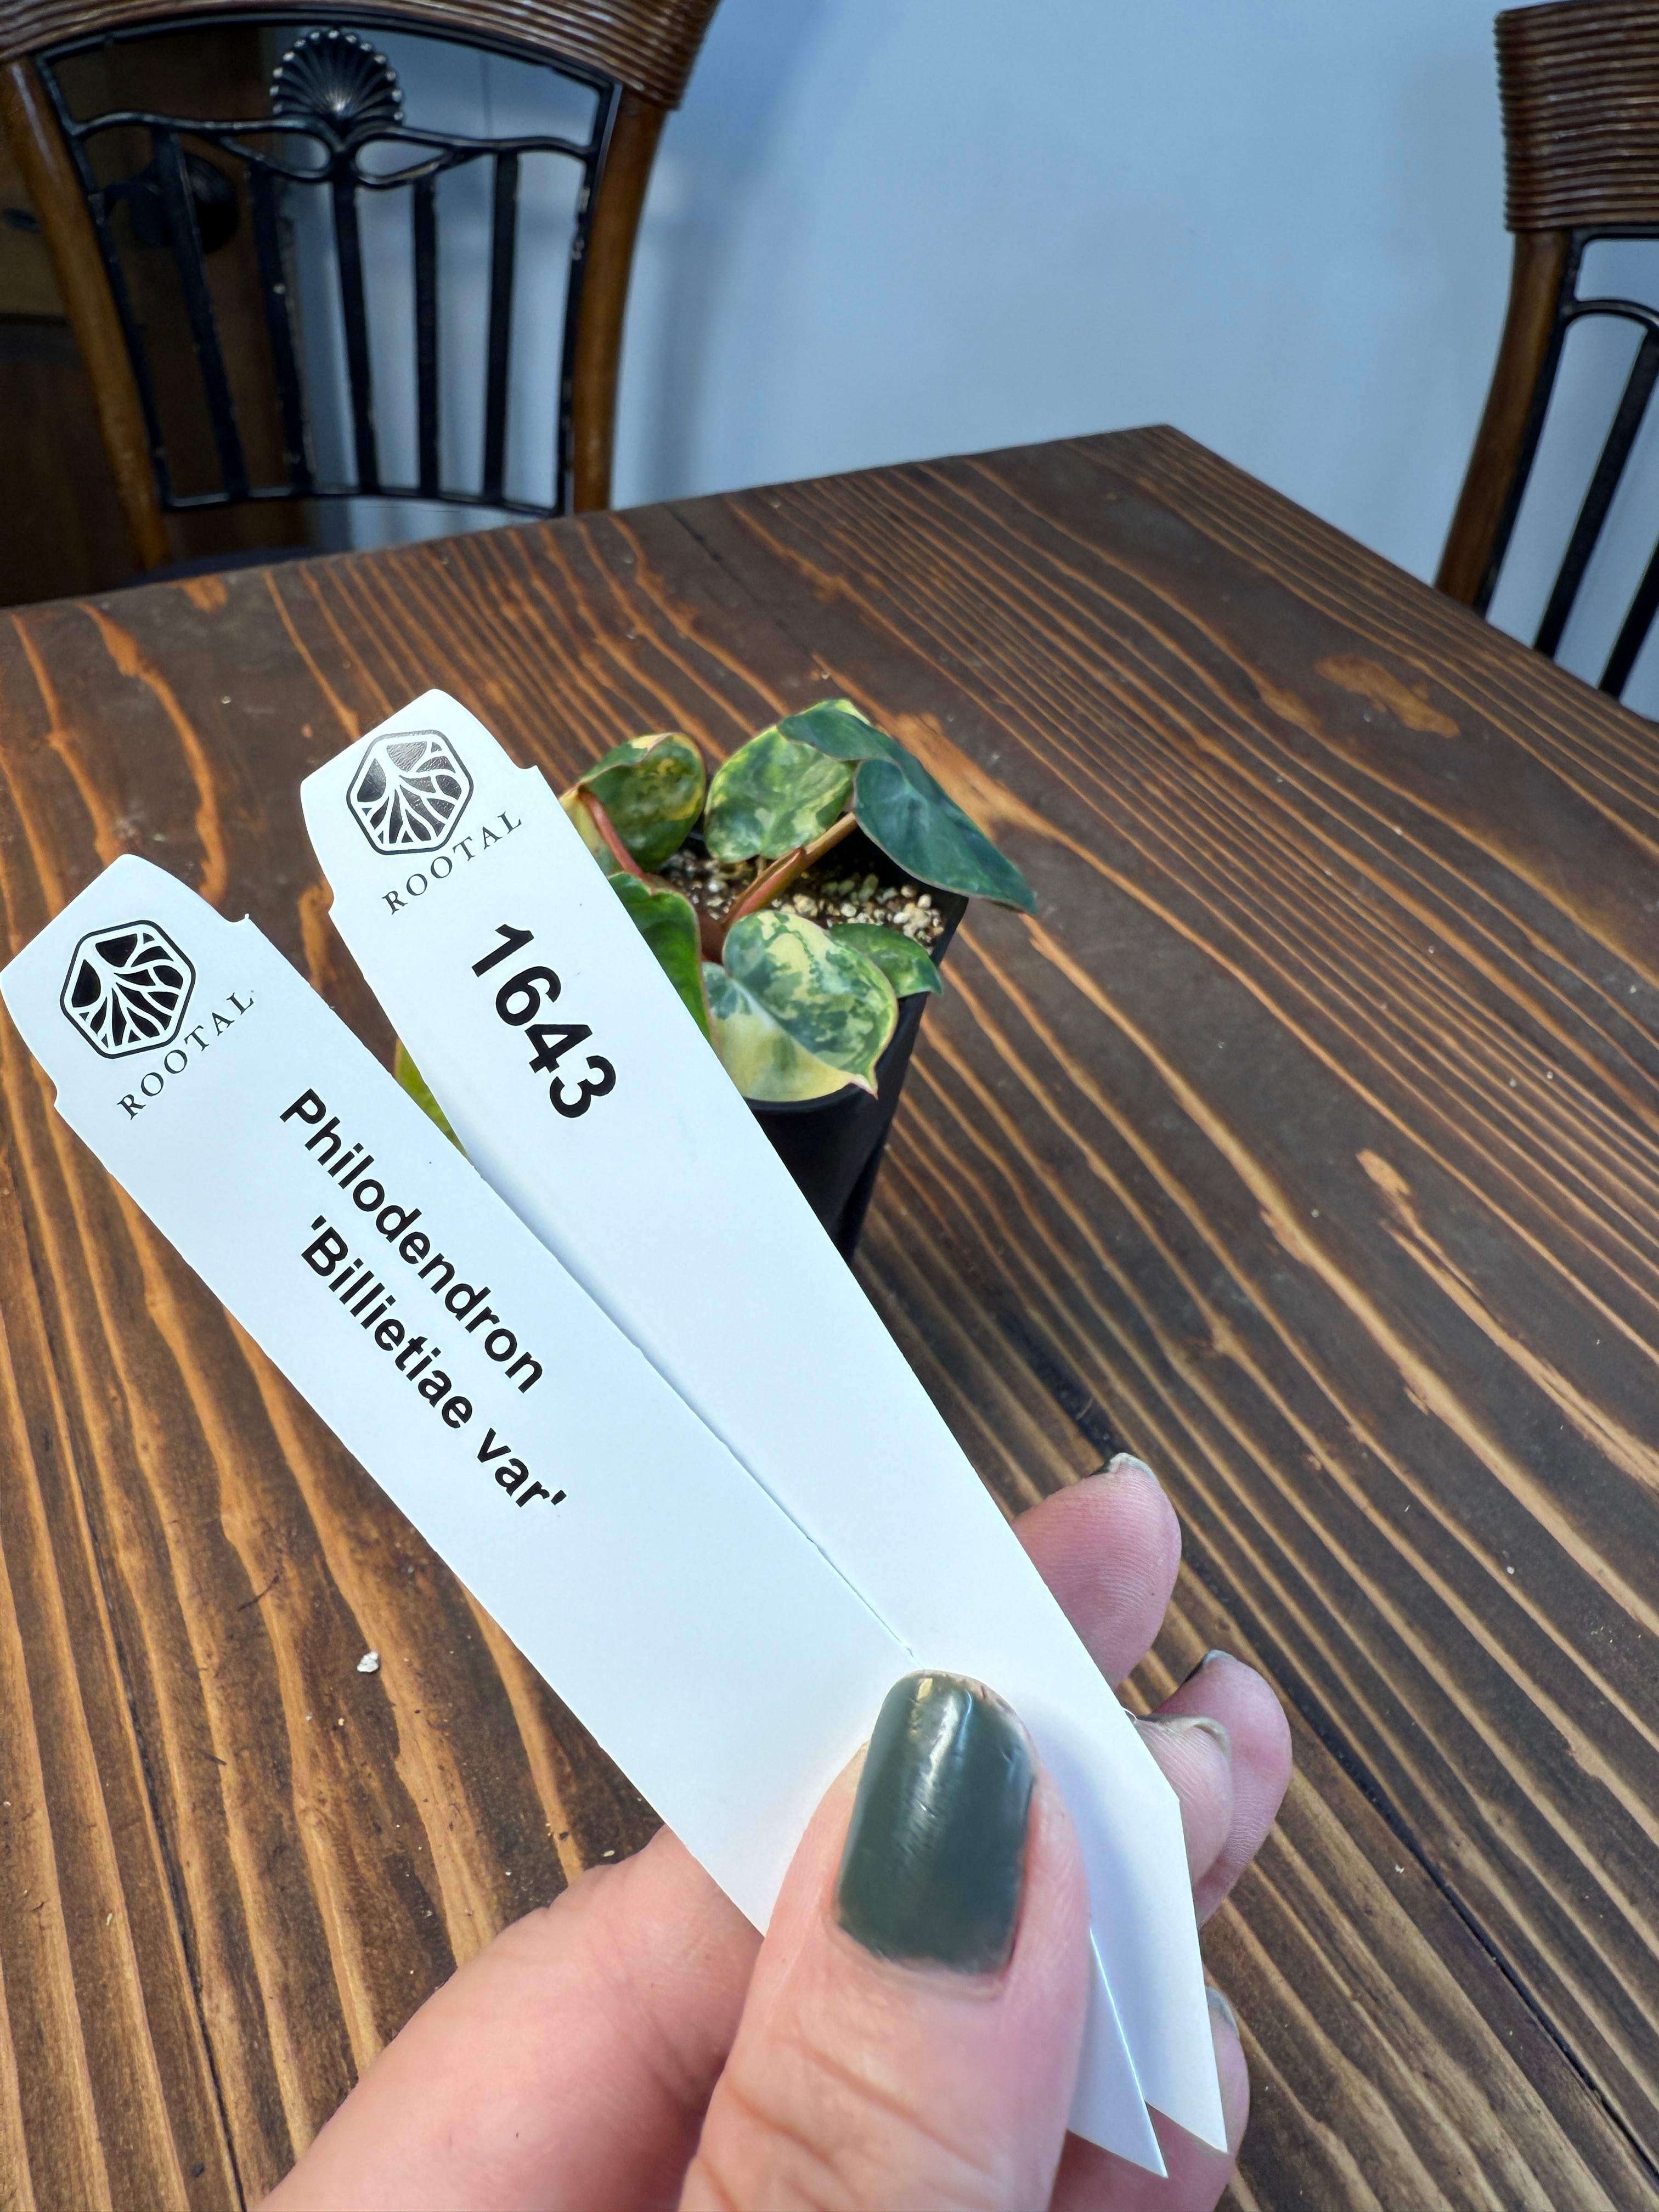 ROOTAL
Philodendron
'Billietiae var'
ROOTAL
1643